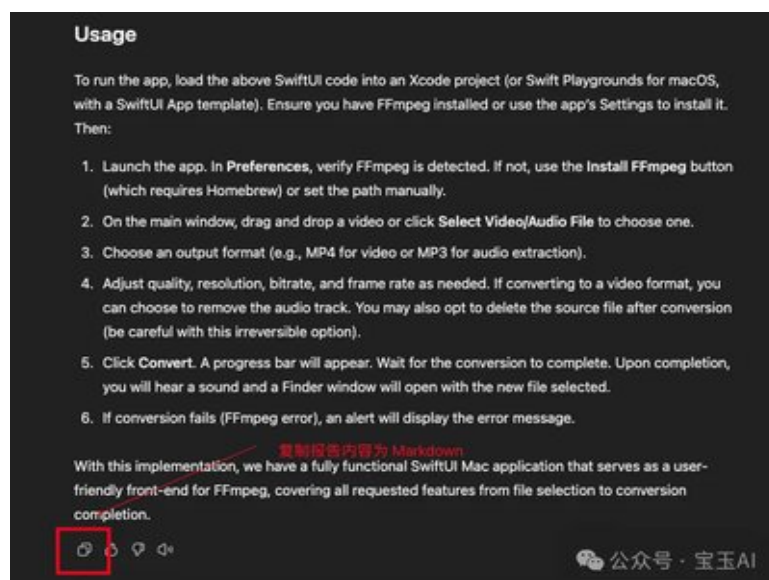 Usage
To run the app, load the above SwiftUI code into an Xcode project (or Swift Playgrounds for macOS,
with a SwiftUI App template). Ensure you have FFmpeg installed or use the app's Settings to install it.
Then:
1. Launch the app. In Preferences, verify FFmpeg is detected. If not, use the Install FFmpeg button
(which requires Homebrew) or set the path manually.
2. On the main window, drag and drop a video or click Select Video/Audio File to choose one.
3. Choose an output format (e.g., MP4 for video or MP3 for audio extraction).
4. Adjust quality, resolution, bitrate, and frame rate as needed. If converting to a video format, you
can choose to remove the audio track. You may also opt to delete the source file after conversion
(be careful with this irreversible option).
5. Click Convert. A progress bar will appear. Wait for the conversion to complete. Upon completion,
you will hear a sound and a Finder window will open with the new file selected.
6. If conversion fails (FFmpeg error), an alert will display the error message.
复制报告内容为 Markdown
With this implementation, we have a fully functional SwiftUI Mac application that serves as a user-
friendly front-end for FFmpeg, covering all requested features from file selection to conversion
completion.
公众号 · 宝玉AI